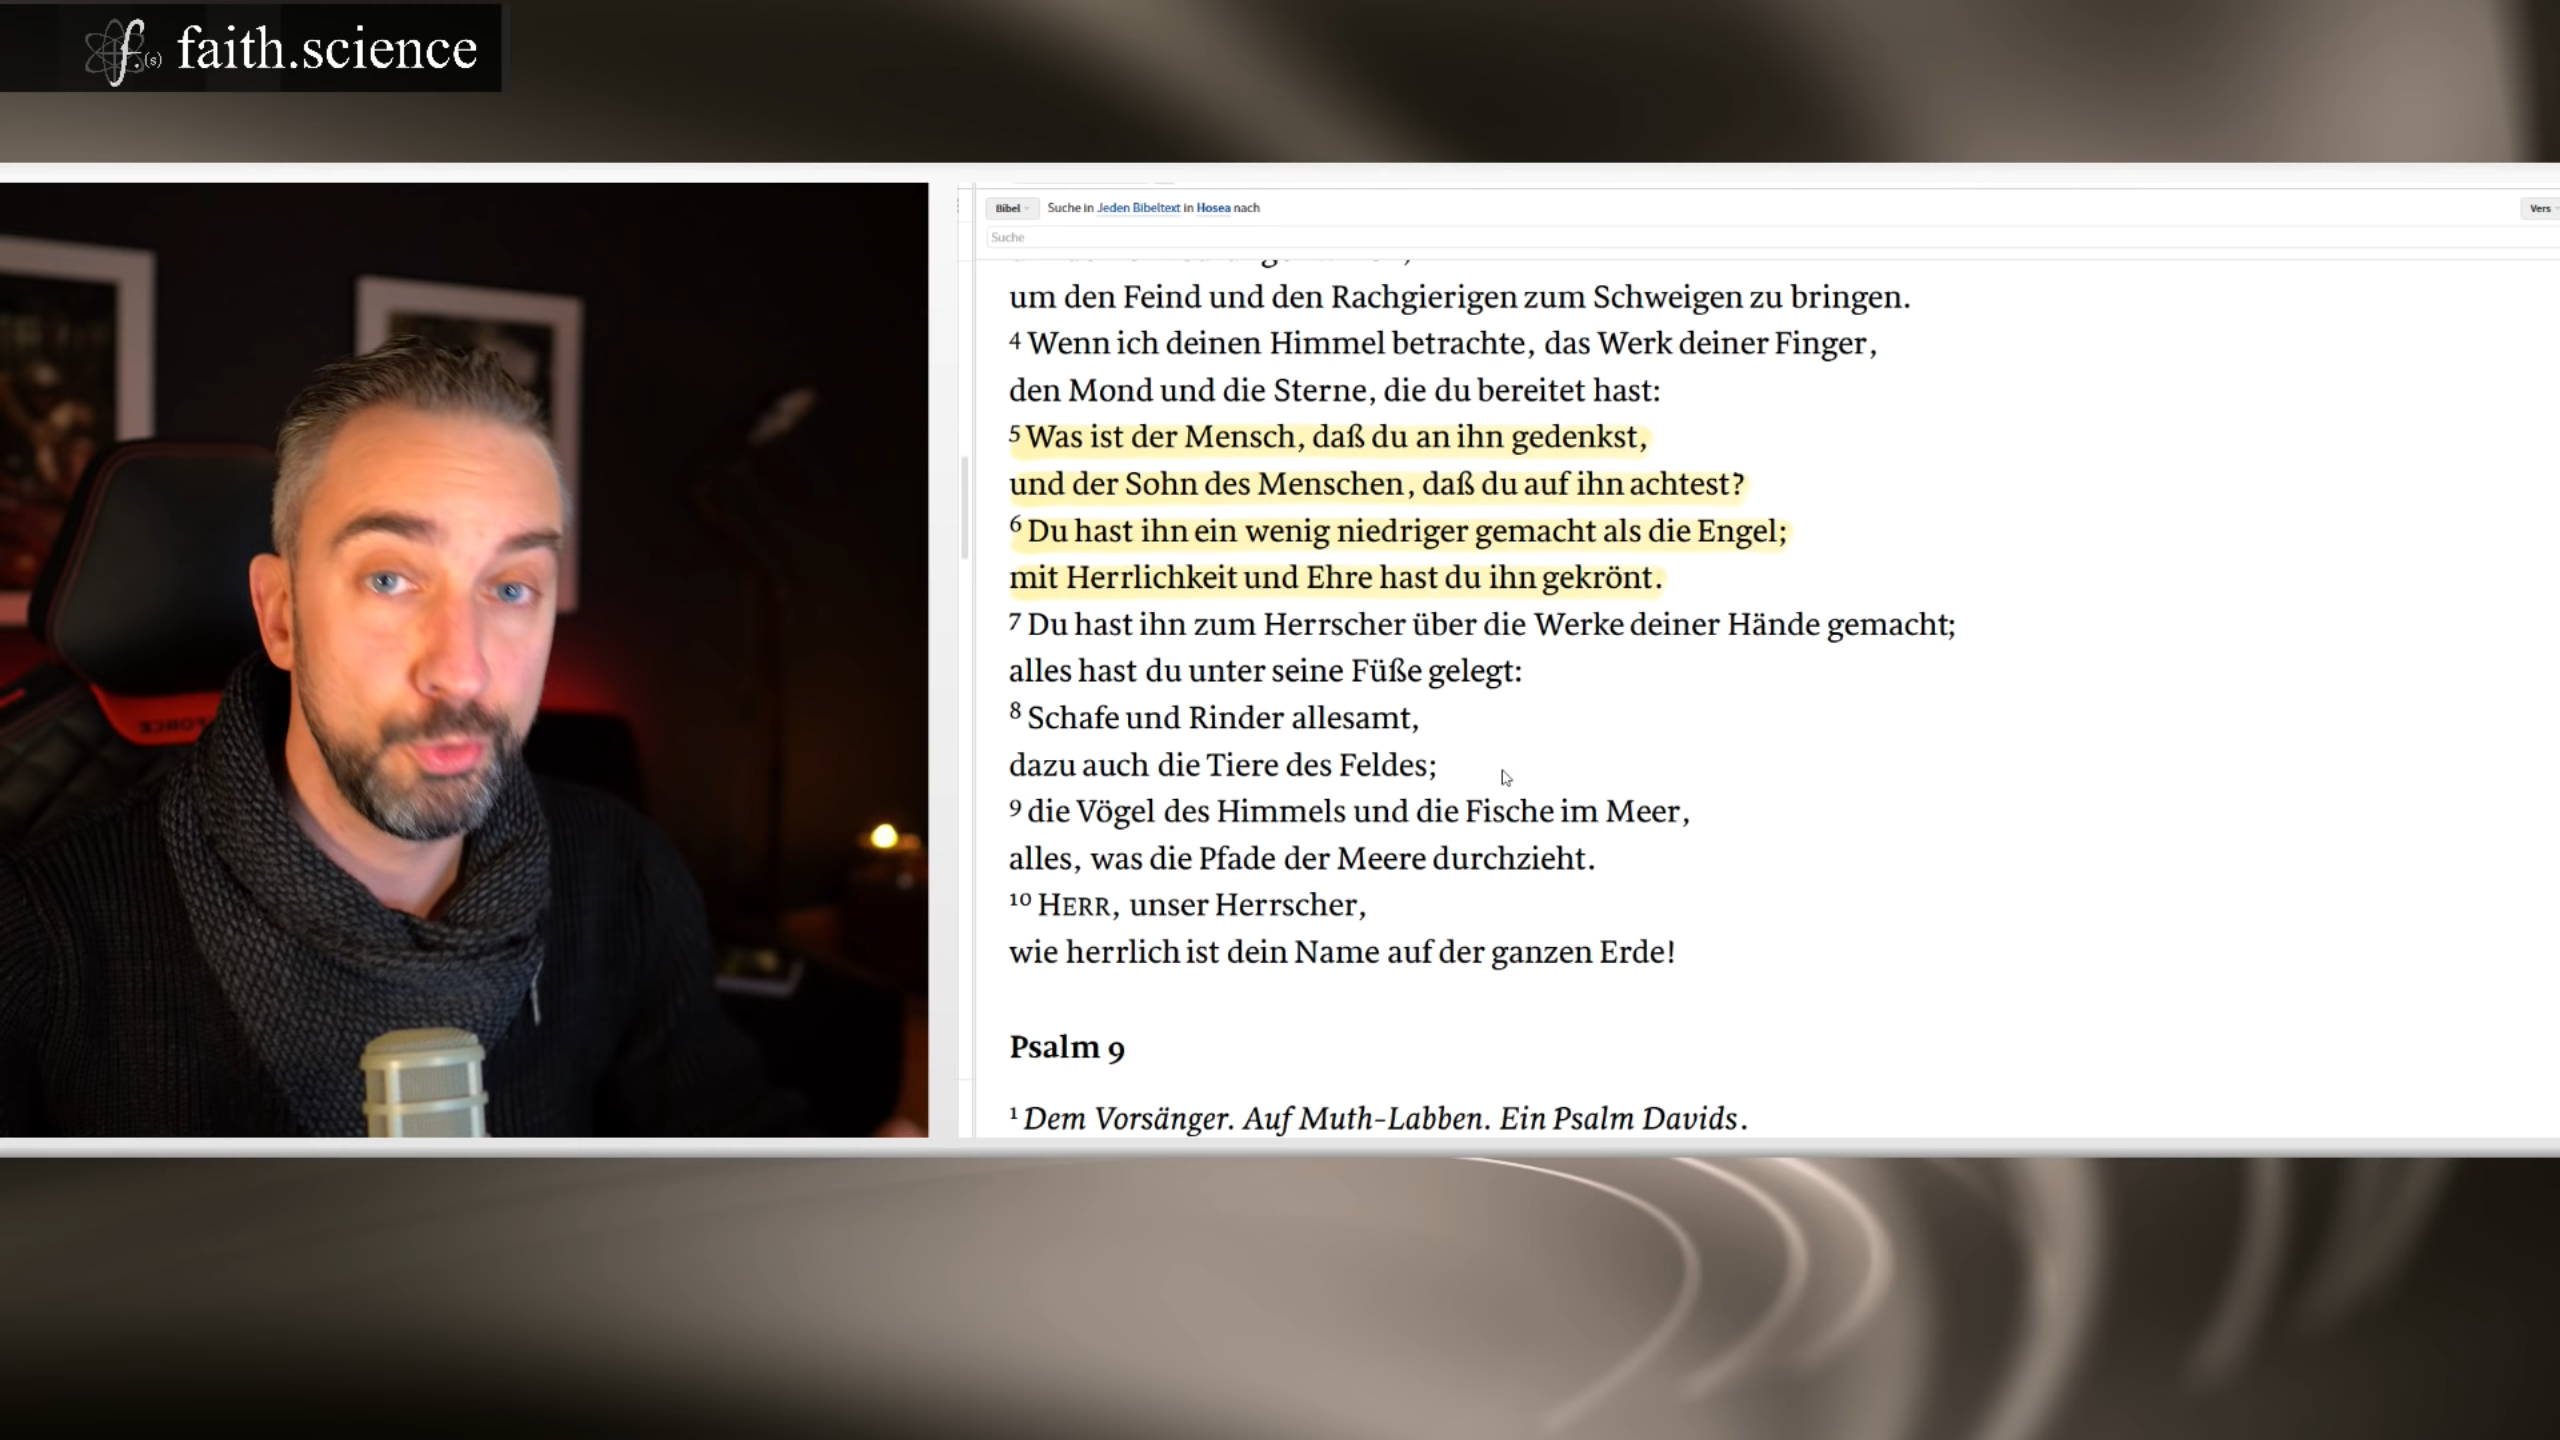 f.(s) faith.science
Bibel
Suche in Jeden Bibeltext in Hosea nach
Vers
Suche
um den Feind und den Rachgierigen zum Schweigen zu bringen.
4 Wenn ich deinen Himmel betrachte, das Werk deiner Finger,
den Mond und die Sterne, die du bereitet hast:
5 Was ist der Mensch, daß du an ihn gedenkst,
und der Sohn des Menschen, daß du auf ihn achtest?
6 Du hast ihn ein wenig niedriger gemacht als die Engel;
mit Herrlichkeit und Ehre hast du ihn gekrönt.
7 Du hast ihn zum Herrscher über die Werke deiner Hände gemacht;
alles hast du unter seine Füße gelegt:
8 Schafe und Rinder allesamt,
dazu auch die Tiere des Feldes;
9 die Vögel des Himmels und die Fische im Meer,
alles, was die Pfade der Meere durchzieht.
10 HERR, unser Herrscher,
wie herrlich ist dein Name auf der ganzen Erde!
Psalm 9
1 Dem Vorsänger. Auf Muth-Labben. Ein Psalm Davids.